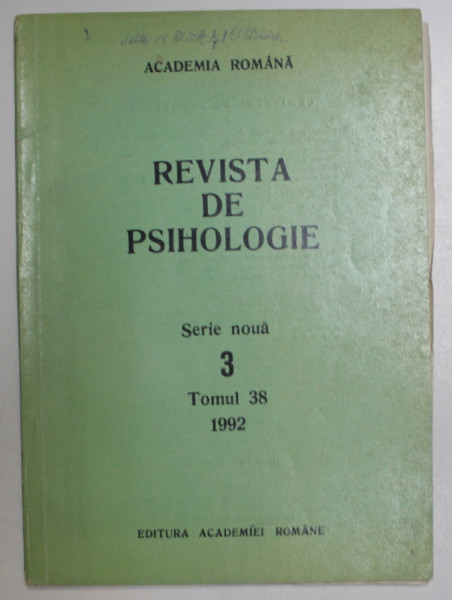 ACADEMIA ROMÂNĂ
REVISTA
DE
PSIHOLOGIE
Serie nouă
3
Tomul 38
1992
EDITURA ACADEMIEI ROMÂNE